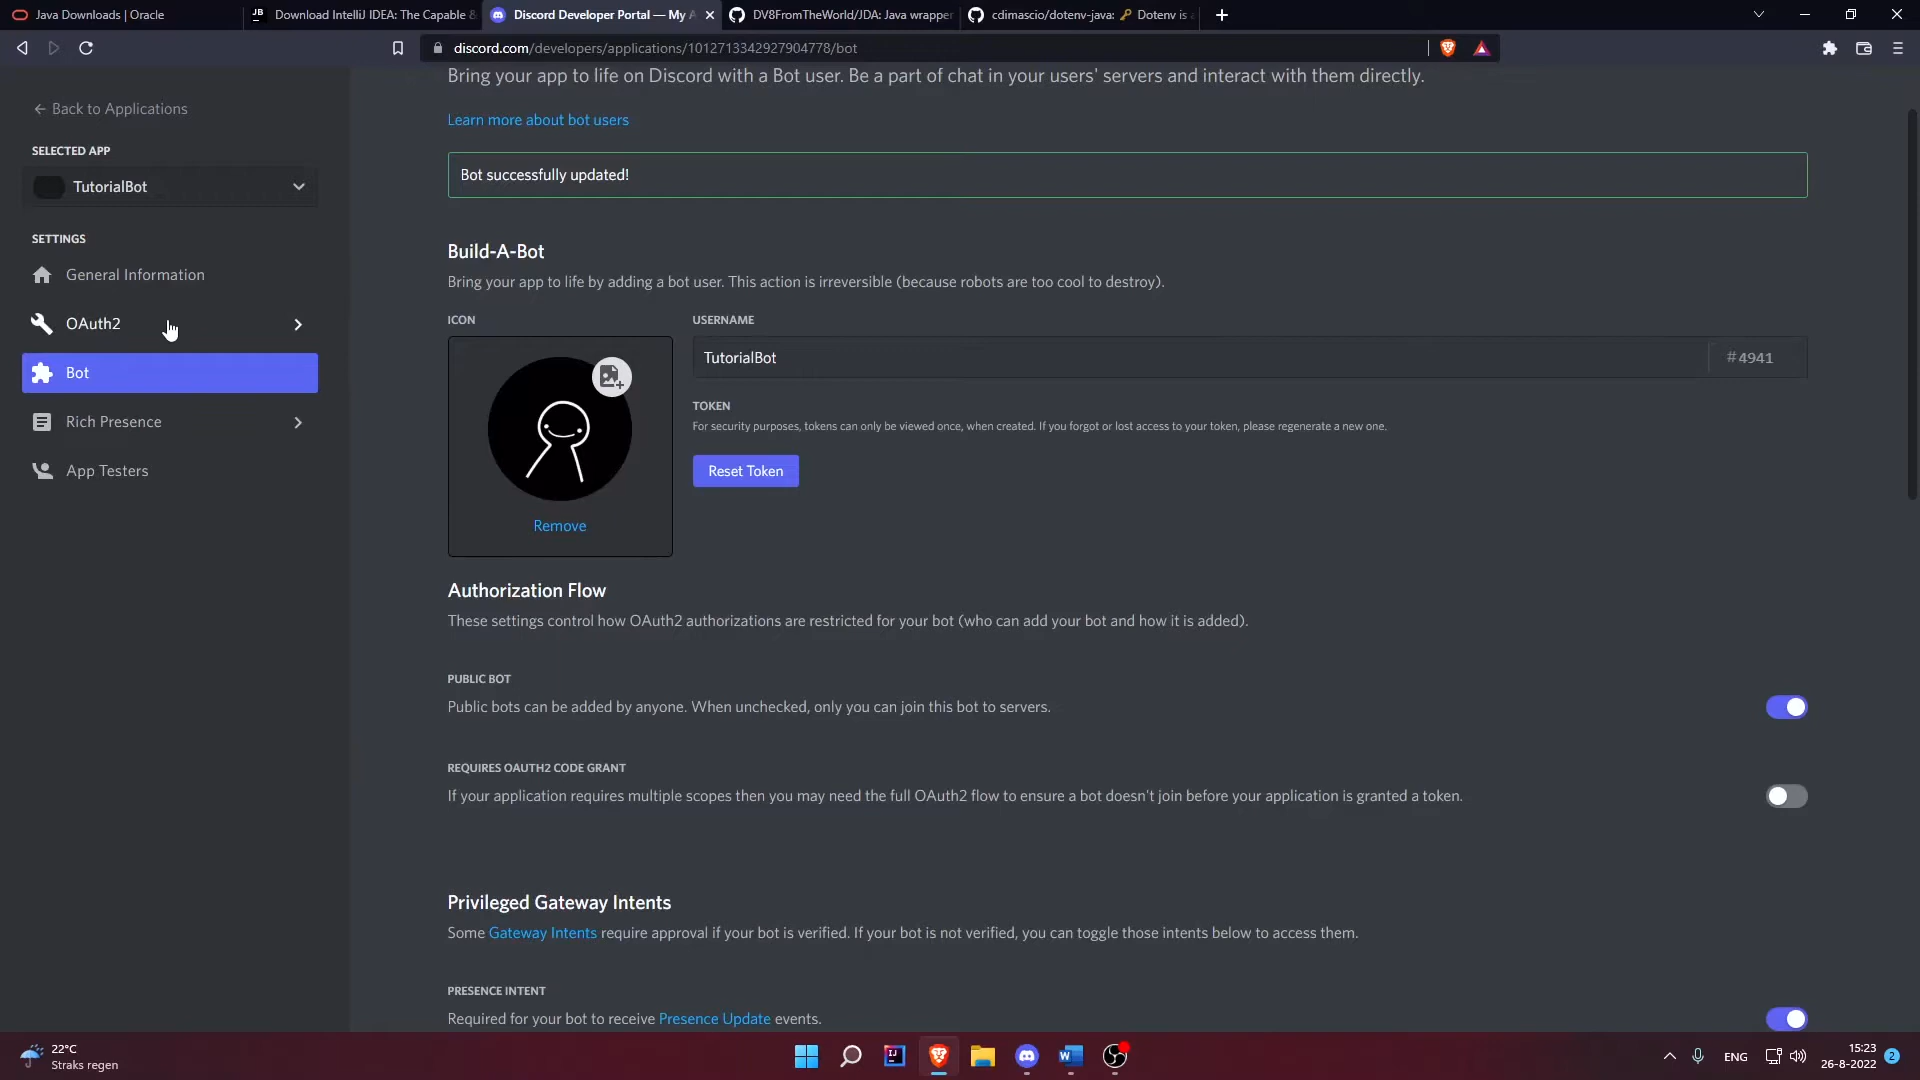 Java Downloads | Oracle
Download IntelliJ IDEA: The Capable &
Discord Developer Portal — My A
DV8FromTheWorld/JDA: Java wrapper
cdimascio/dotenv-java: 🔑 Dotenv is a
discord.com/developers/applications/1012713342927904778/bot
Bring your app to life on Discord with a Bot user. Be a part of chat in your users' servers and interact with them directly.
← Back to Applications
Learn more about bot users
SELECTED APP
TutorialBot
Bot successfully updated!
SETTINGS
General Information
OAuth2
Bot
Rich Presence
App Testers
Build-A-Bot
Bring your app to life by adding a bot user. This action is irreversible (because robots are too cool to destroy).
ICON
USERNAME
TutorialBot
#4941
TOKEN
For security purposes, tokens can only be viewed once, when created. If you forgot or lost access to your token, please regenerate a new one.
Reset Token
Remove
Authorization Flow
These settings control how OAuth2 authorizations are restricted for your bot (who can add your bot and how it is added).
PUBLIC BOT
Public bots can be added by anyone. When unchecked, only you can join this bot to servers.
REQUIRES OAUTH2 CODE GRANT
If your application requires multiple scopes then you may need the full OAuth2 flow to ensure a bot doesn't join before your application is granted a token.
Privileged Gateway Intents
Some Gateway Intents require approval if your bot is verified. If your bot is not verified, you can toggle those intents below to access them.
PRESENCE INTENT
Required for your bot to receive Presence Update events.
22°C
Straks regen
ENG
15:23
26-8-2022
2